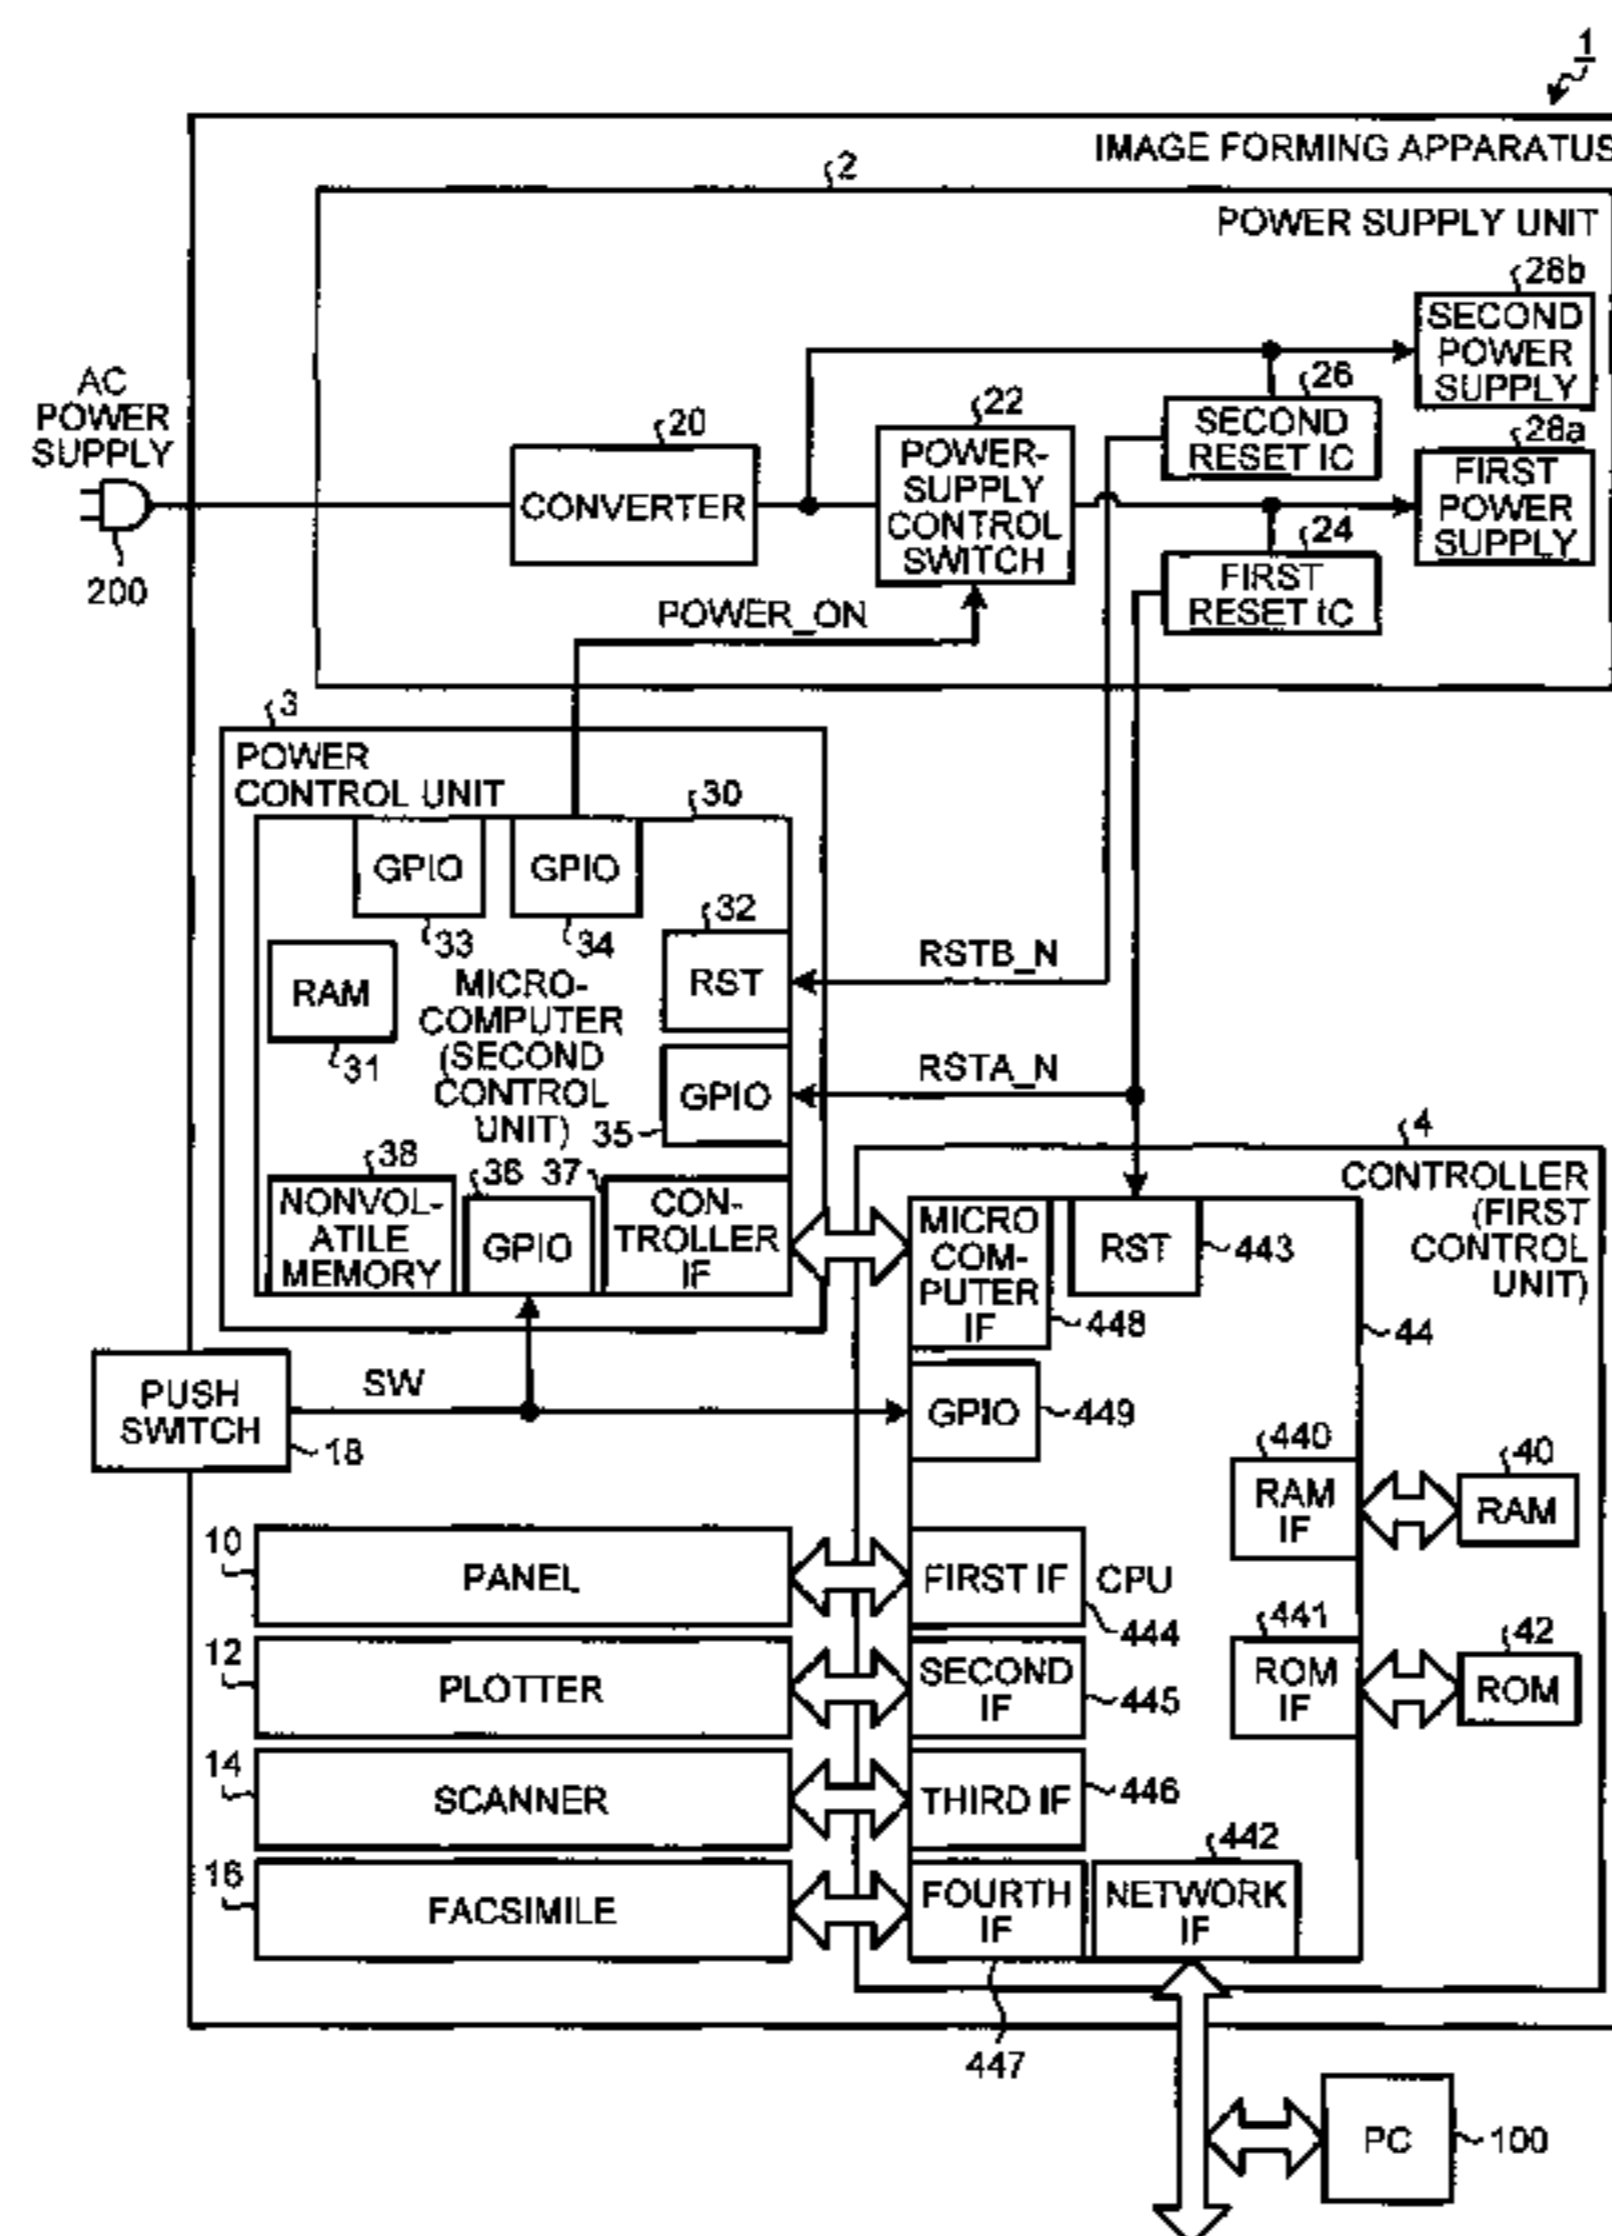 1
IMAGE FORMING APPARATUS
2
POWER SUPPLY UNIT
28b
SECOND
POWER
SUPPLY
AC
POWER
SUPPLY
200
20
CONVERTER
22
POWER-
SUPPLY
CONTROL
SWITCH
26
SECOND
RESET IC
28a
FIRST
POWER
SUPPLY
24
FIRST
RESET IC
POWER_ON
3
POWER
CONTROL UNIT
30
GPIO
33
GPIO
34
32
RST
RAM
31
MICRO-
COMPUTER
(SECOND
CONTROL
UNIT)
RSTB_N
RSTA_N
GPIO
35
38
NONVOL-
ATILE
MEMORY
36
GPIO
37
CON-
TROLLER
IF
4
CONTROLLER
(FIRST
CONTROL
UNIT)
MICRO
COM-
PUTER
IF
448
RST
443
44
PUSH
SWITCH
18
SW
GPIO
449
440
RAM
IF
40
RAM
10
PANEL
FIRST IF
444
CPU
441
ROM
IF
42
ROM
12
PLOTTER
SECOND
IF
445
14
SCANNER
THIRD IF
446
16
FACSIMILE
FOURTH
IF
447
442
NETWORK
IF
PC
100